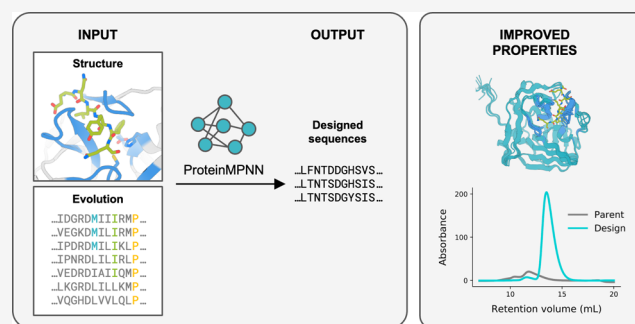 INPUT
Structure
Evolution
…IDGRDMIIIRMP…
…VEGKDMILIRMP…
…IPDRDMILIKLP…
…IPNRDLILIRLP…
…VEDRDIAIIQMP…
…LKGRDLILLKMP…
…VQGHDLVVLQLP…
ProteinMPNN
OUTPUT
Designed
sequences
…LFNTDDGHSVS…
…LTNTSDGHSIS…
…LTNTSDGYSIS…
IMPROVED
PROPERTIES
Absorbance
200
100
0
Parent
Design
10
15
20
Retention volume (mL)